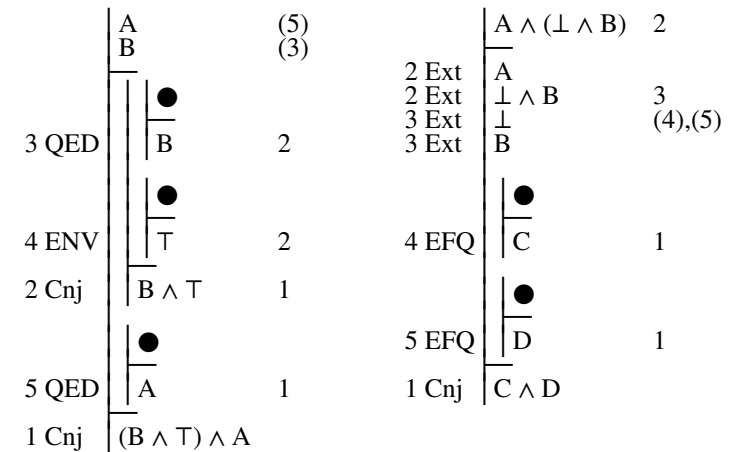 A (5)
B (3)
●
3 QED B 2
●
4 ENV ⊤ 2
2 Cnj B ∧ ⊤ 1
●
5 QED A 1
1 Cnj (B ∧ ⊤) ∧ A
A ∧ (⊥ ∧ B) 2
2 Ext A
2 Ext ⊥ ∧ B 3
3 Ext ⊥ (4),(5)
3 Ext B
●
4 EFQ C 1
●
5 EFQ D 1
1 Cnj C ∧ D